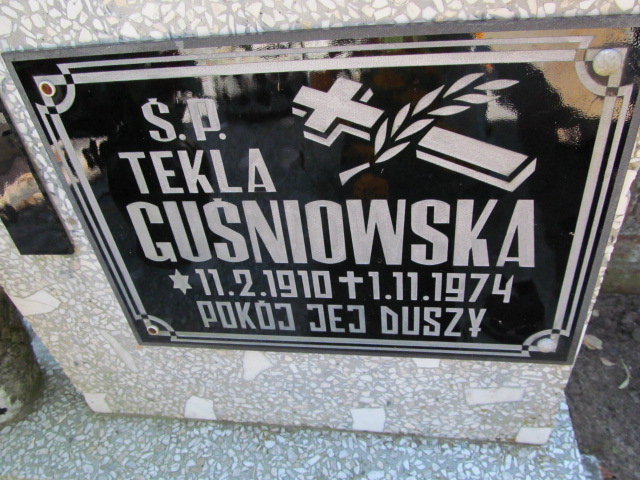 Ś.P.
TEKLA
GUŚNIOWSKA
✶11.2.1910 ✝ 1.11.1974
POKÓJ JEJ DUSZY